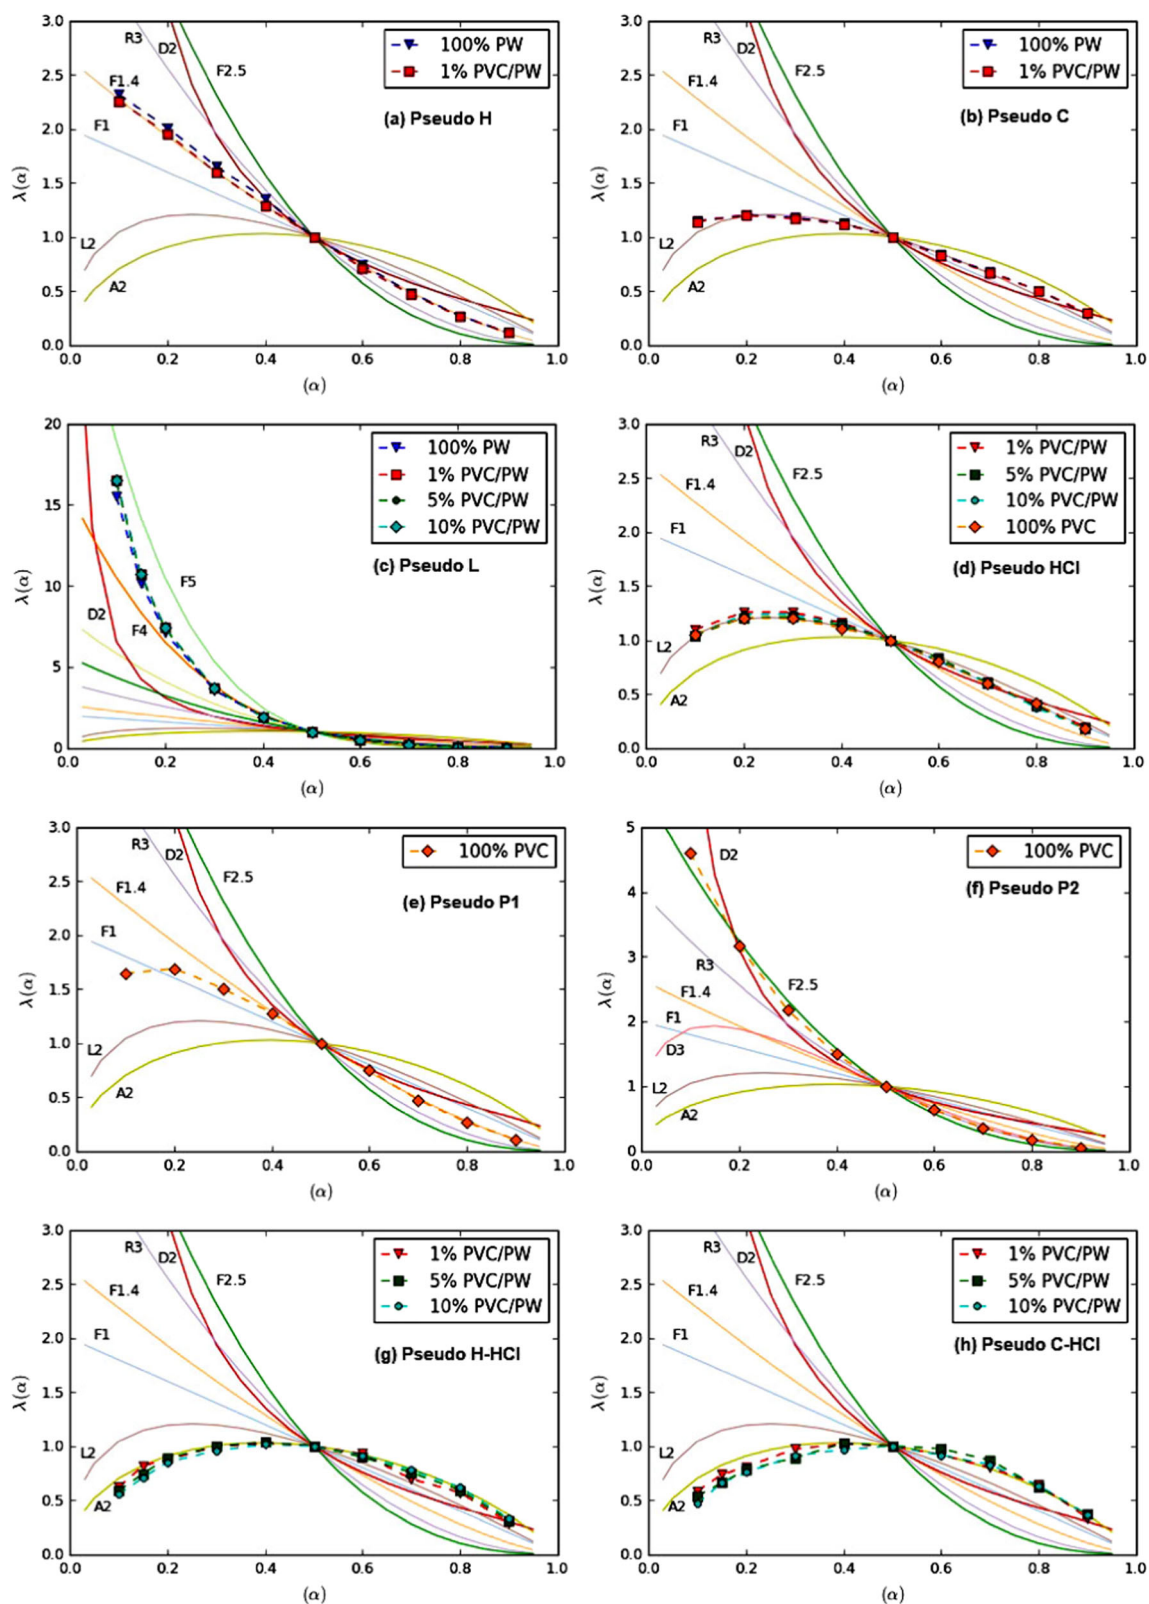 3.0
2.5
2.0
1.5
1.0
0.5
0.0
λ(α)
R3
D2
F2.5
F1.4
F1
L2
A2
100% PW
1% PVC/PW
(a) Pseudo H
0.0 0.2 0.4 0.6 0.8 1.0
(α)
3.0
2.5
2.0
1.5
1.0
0.5
0.0
λ(α)
R3
D2
F2.5
F1.4
F1
L2
A2
100% PW
1% PVC/PW
(b) Pseudo C
0.0 0.2 0.4 0.6 0.8 1.0
(α)
20
15
10
5
0
λ(α)
D2
F4
F5
100% PW
1% PVC/PW
5% PVC/PW
10% PVC/PW
(c) Pseudo L
0.0 0.2 0.4 0.6 0.8 1.0
(α)
3.0
2.5
2.0
1.5
1.0
0.5
0.0
λ(α)
R3
D2
F2.5
F1.4
F1
L2
A2
1% PVC/PW
5% PVC/PW
10% PVC/PW
100% PVC
(d) Pseudo HCl
0.0 0.2 0.4 0.6 0.8 1.0
(α)
3.0
2.5
2.0
1.5
1.0
0.5
0.0
λ(α)
R3
D2
F2.5
F1.4
F1
L2
A2
100% PVC
(e) Pseudo P1
0.0 0.2 0.4 0.6 0.8 1.0
(α)
5
4
3
2
1
0
λ(α)
D2
R3
F2.5
F1.4
F1
D3
L2
A2
100% PVC
(f) Pseudo P2
0.0 0.2 0.4 0.6 0.8 1.0
(α)
3.0
2.5
2.0
1.5
1.0
0.5
0.0
λ(α)
R3
D2
F2.5
F1.4
F1
L2
A2
1% PVC/PW
5% PVC/PW
10% PVC/PW
(g) Pseudo H-HCl
0.0 0.2 0.4 0.6 0.8 1.0
(α)
3.0
2.5
2.0
1.5
1.0
0.5
0.0
λ(α)
R3
D2
F2.5
F1.4
F1
L2
A2
1% PVC/PW
5% PVC/PW
10% PVC/PW
(h) Pseudo C-HCl
0.0 0.2 0.4 0.6 0.8 1.0
(α)